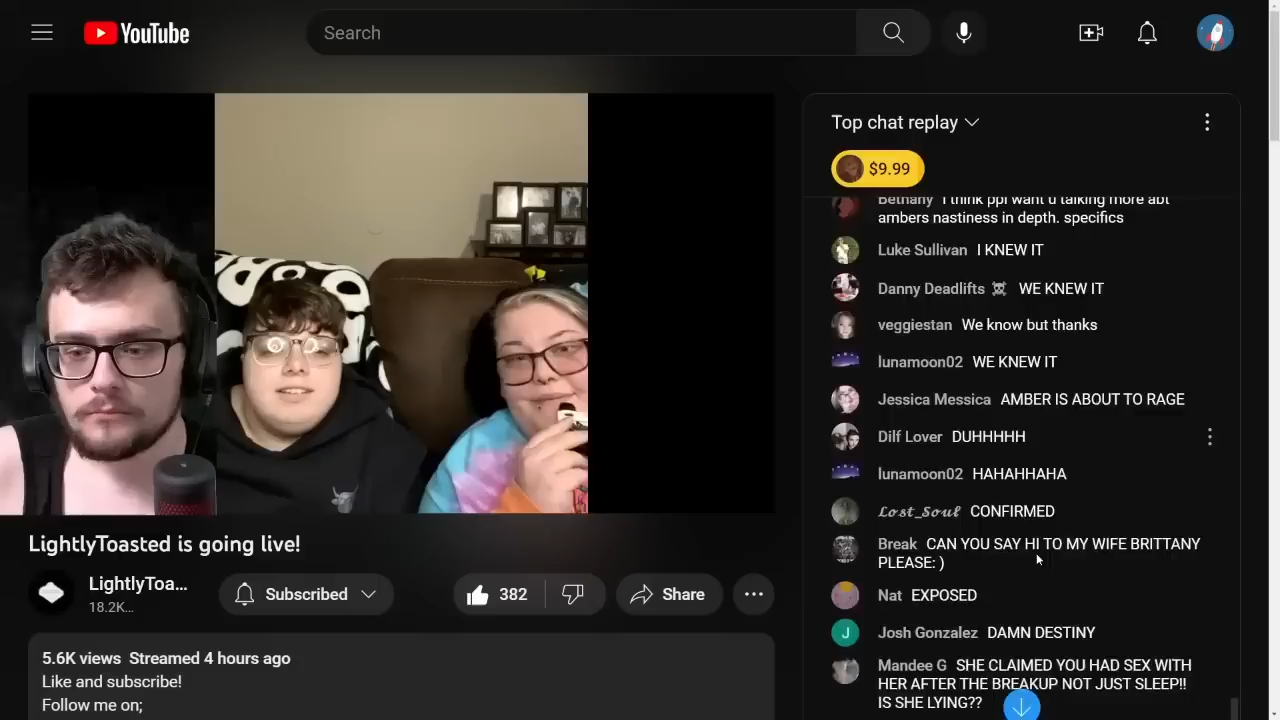 YouTube
Search
Top chat replay
$9.99
Bethany I think ppl want u talking more abt
ambers nastiness in depth. specifics
Luke Sullivan I KNEW IT
Danny Deadlifts ☠️ WE KNEW IT
veggiestan We know but thanks
lunamoon02 WE KNEW IT
Jessica Messica AMBER IS ABOUT TO RAGE
Dilf Lover DUHHHHH
lunamoon02 HAHAHHAHA
𝓛𝓸𝓼𝓽_𝓢𝓸𝓾𝓵 CONFIRMED
Break CAN YOU SAY HI TO MY WIFE BRITTANY
PLEASE: )
Nat EXPOSED
J
Josh Gonzalez DAMN DESTINY
Mandee G SHE CLAIMED YOU HAD SEX WITH
HER AFTER THE BREAKUP NOT JUST SLEEP!!
IS SHE LYING??
LightlyToasted is going live!
LightlyToa...
18.2K...
Subscribed
382
Share
5.6K views Streamed 4 hours ago
Like and subscribe!
Follow me on;